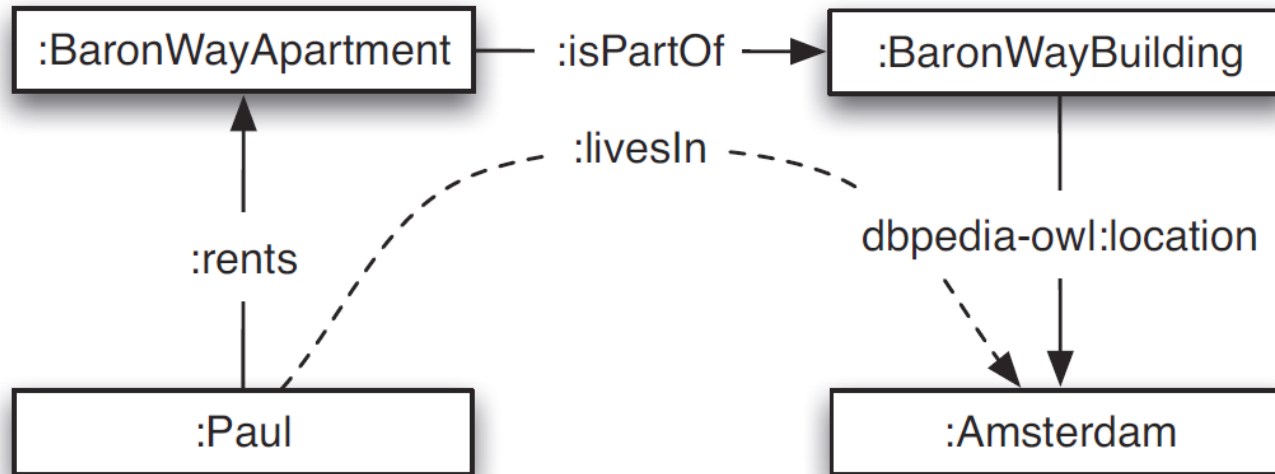 :BaronWayApartment
:isPartOf
:BaronWayBuilding
:livesIn
:rents
dbpedia-owl:location
:Paul
:Amsterdam